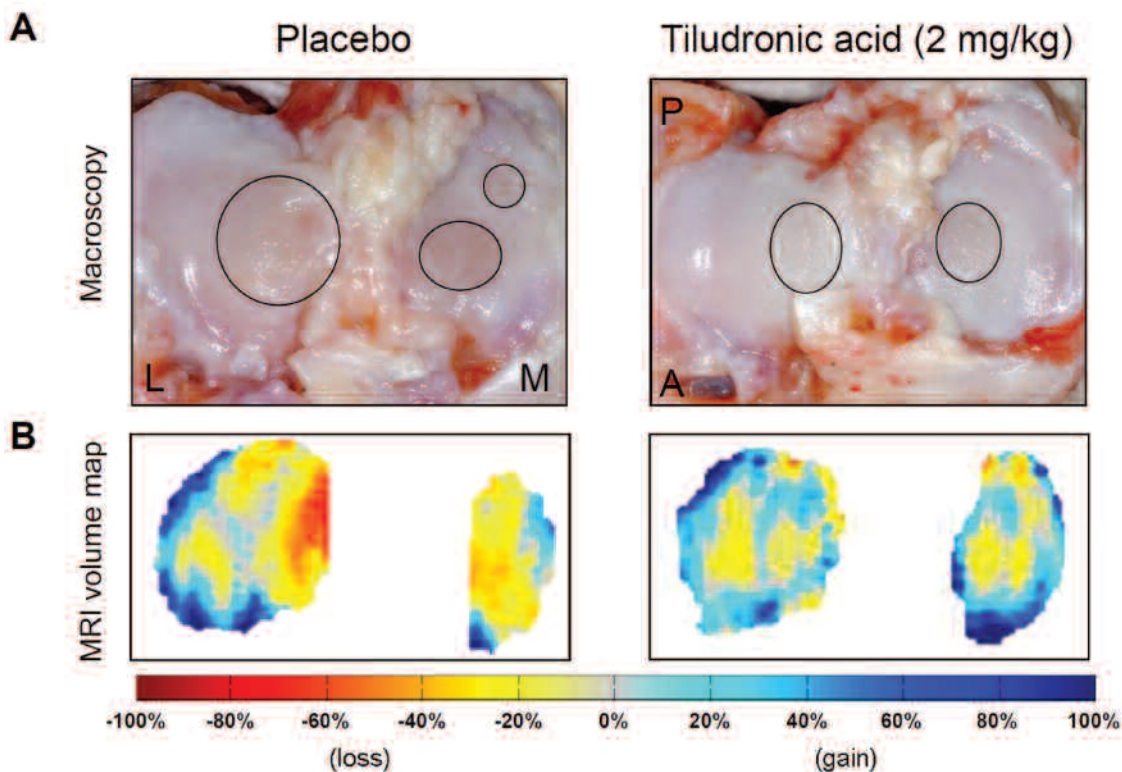 A
Placebo
Tiludronic acid (2 mg/kg)
Macroscopy
L
M
P
A
B
MRI volume map
-100% -80% -60% -40% -20% 0% 20% 40% 60% 80% 100%
(loss) (gain)